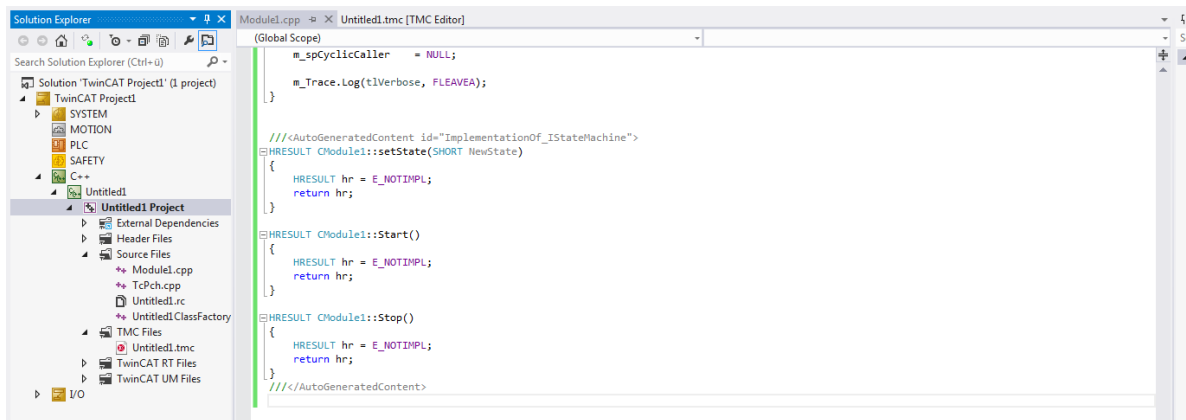 Solution Explorer
Search Solution Explorer (Ctrl+ü)
Solution 'TwinCAT Project1' (1 project)
TwinCAT Project1
SYSTEM
MOTION
PLC
SAFETY
C++
Untitled1
Untitled1 Project
External Dependencies
Header Files
Source Files
Module1.cpp
TcPch.cpp
Untitled1.rc
Untitled1ClassFactory
TMC Files
Untitled1.tmc
TwinCAT RT Files
TwinCAT UM Files
I/O
Module1.cpp Untitled1.tmc [TMC Editor]
(Global Scope)
m_spCyclicCaller = NULL;
m_Trace.Log(tlVerbose, FLEAVEA);
}
///<AutoGeneratedContent id="ImplementationOf_IStateMachine">
HRESULT CModule1::setState(SHORT NewState)
{
HRESULT hr = E_NOTIMPL;
return hr;
}
HRESULT CModule1::Start()
{
HRESULT hr = E_NOTIMPL;
return hr;
}
HRESULT CModule1::Stop()
{
HRESULT hr = E_NOTIMPL;
return hr;
}
///</AutoGeneratedContent>